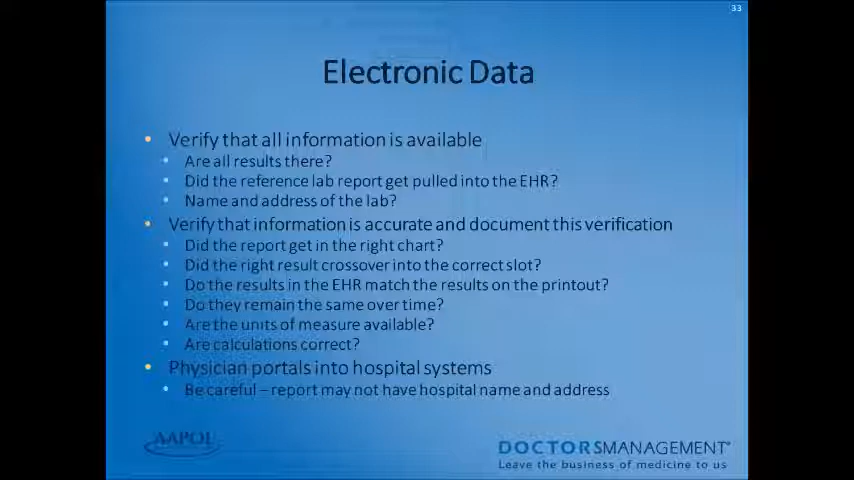 33
Electronic Data
• Verify that all information is available
• Are all results there?
• Did the reference lab report get pulled into the EHR?
• Name and address of the lab?
• Verify that information is accurate and document this verification
• Did the report get in the right chart?
• Did the right result crossover into the correct slot?
• Do the results in the EHR match the results on the printout?
• Do they remain the same over time?
• Are the units of measure available?
• Are calculations correct?
• Physician portals into hospital systems
• Be careful – report may not have hospital name and address
AAPOL
DOCTORSMANAGEMENT®
Leave the business of medicine to us